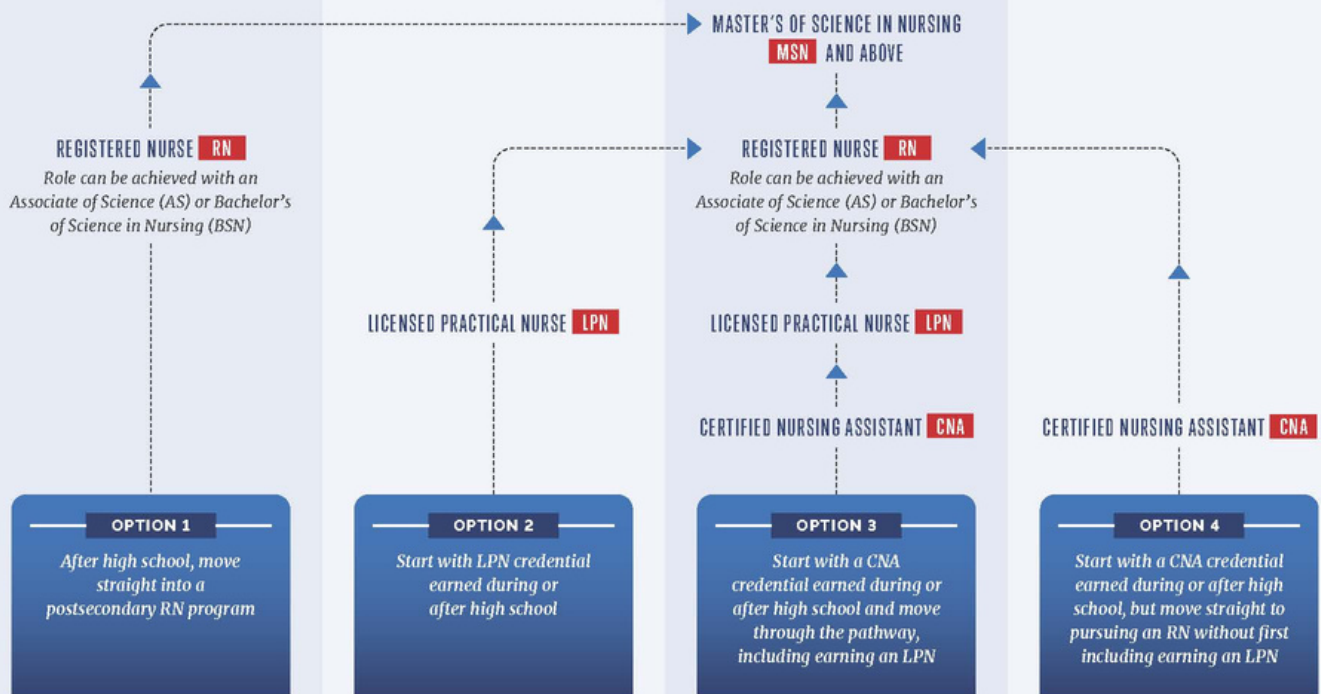 MASTER'S OF SCIENCE IN NURSING
MSN AND ABOVE
REGISTERED NURSE RN
Role can be achieved with an
Associate of Science (AS) or Bachelor's
of Science in Nursing (BSN)
REGISTERED NURSE RN
Role can be achieved with an
Associate of Science (AS) or Bachelor's
of Science in Nursing (BSN)
LICENSED PRACTICAL NURSE LPN
LICENSED PRACTICAL NURSE LPN
CERTIFIED NURSING ASSISTANT CNA
CERTIFIED NURSING ASSISTANT CNA
OPTION 1
After high school, move
straight into a
postsecondary RN program
OPTION 2
Start with LPN credential
earned during or
after high school
OPTION 3
Start with a CNA
credential earned during or
after high school and move
through the pathway,
including earning an LPN
OPTION 4
Start with a CNA credential
earned during or after high
school, but move straight to
pursuing an RN without first
including earning an LPN